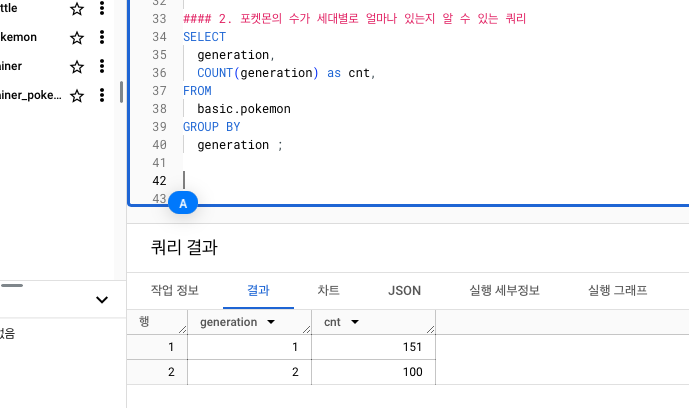 ttle
kemon
ainer
ainer_poke...
32
33 #### 2. 포켓몬의 수가 세대별로 얼마나 있는지 알 수 있는 쿼리
34 SELECT
35 generation,
36 COUNT(generation) as cnt,
37 FROM
38 basic.pokemon
39 GROUP BY
40 generation ;
41
42
43
A
쿼리 결과
작업 정보 결과 차트 JSON 실행 세부정보 실행 그래프
없음
행 generation cnt
1 1 151
2 2 100